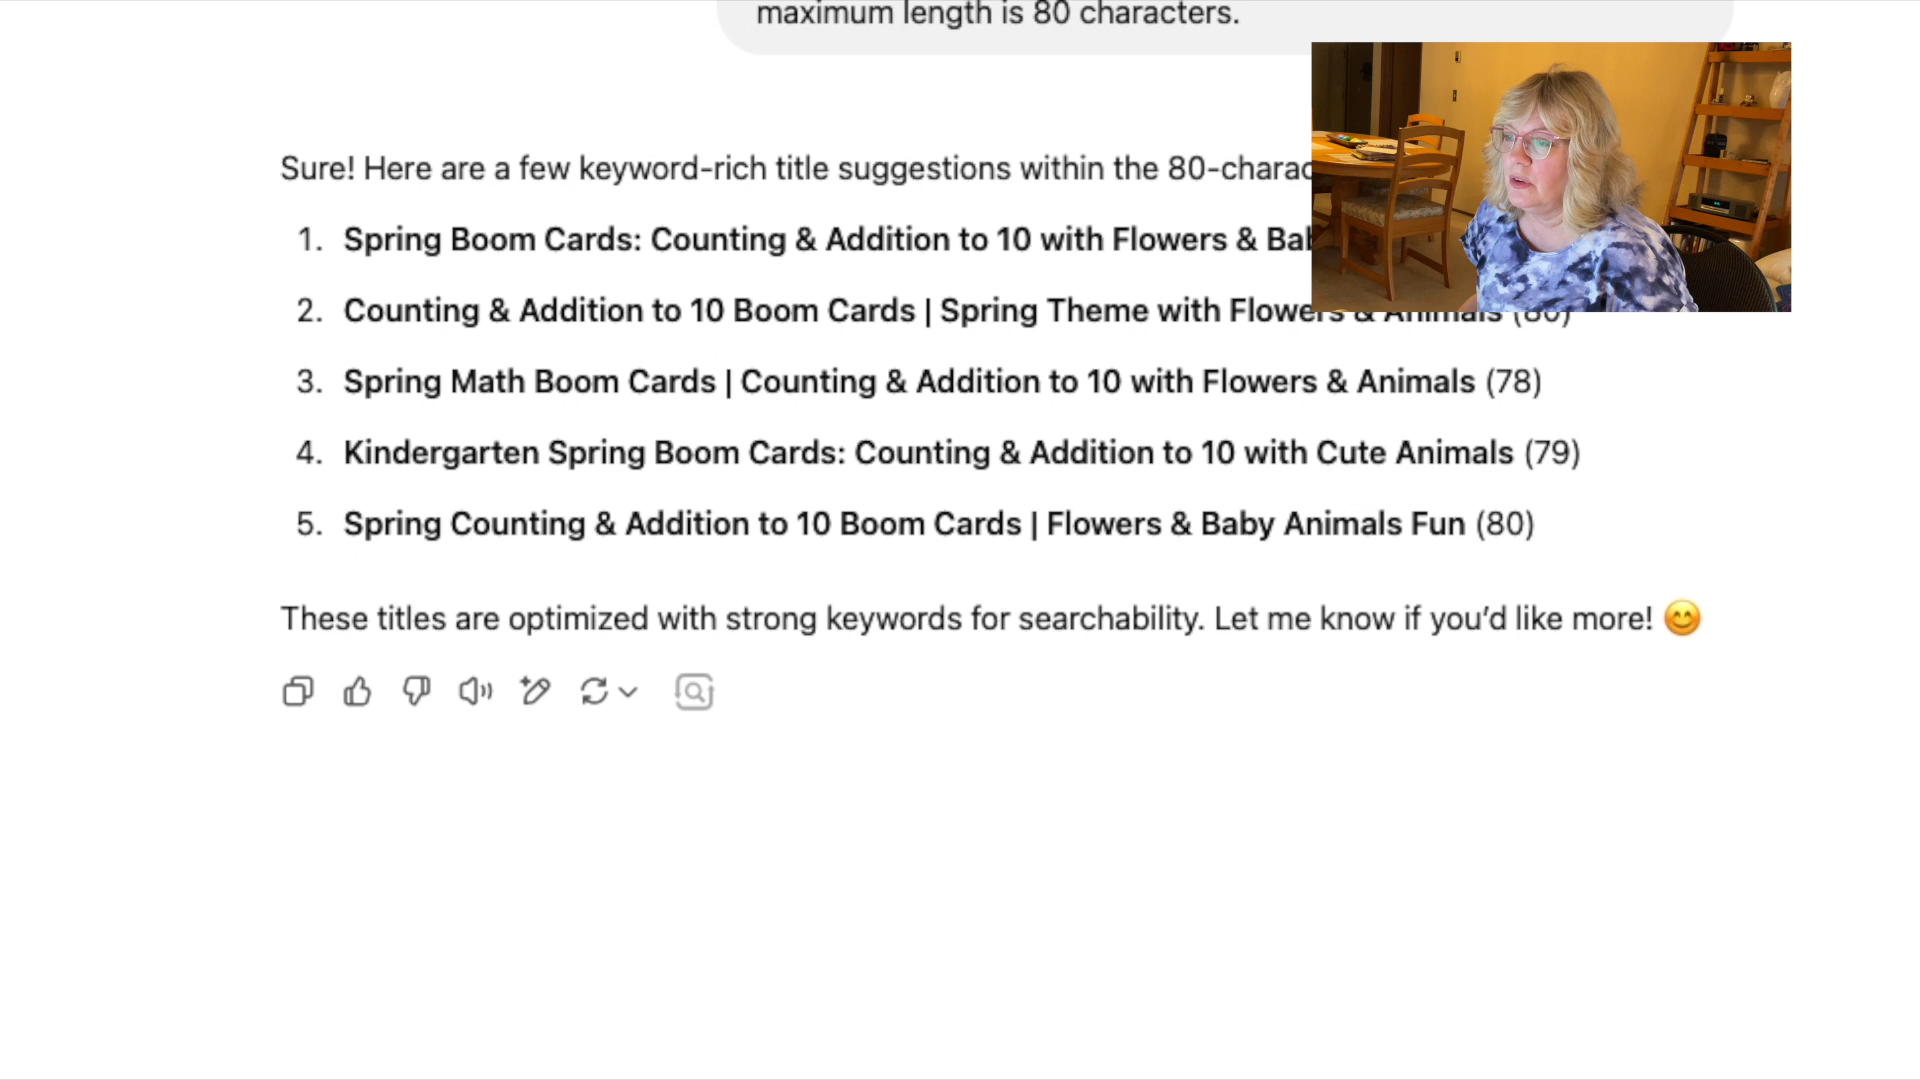 maximum length is 80 characters.
Sure! Here are a few keyword-rich title suggestions within the
1. Spring Boom Cards: Counting & Addition to 10 with Flowers &
2. Counting & Addition to 10 Boom Cards | Spring Theme with Flowers & Animals (80)
3. Spring Math Boom Cards | Counting & Addition to 10 with Flowers & Animals (78)
4. Kindergarten Spring Boom Cards: Counting & Addition to 10 with Cute Animals (79)
5. Spring Counting & Addition to 10 Boom Cards | Flowers & Baby Animals Fun (80)
These titles are optimized with strong keywords for searchability. Let me know if you’d like more! 😊